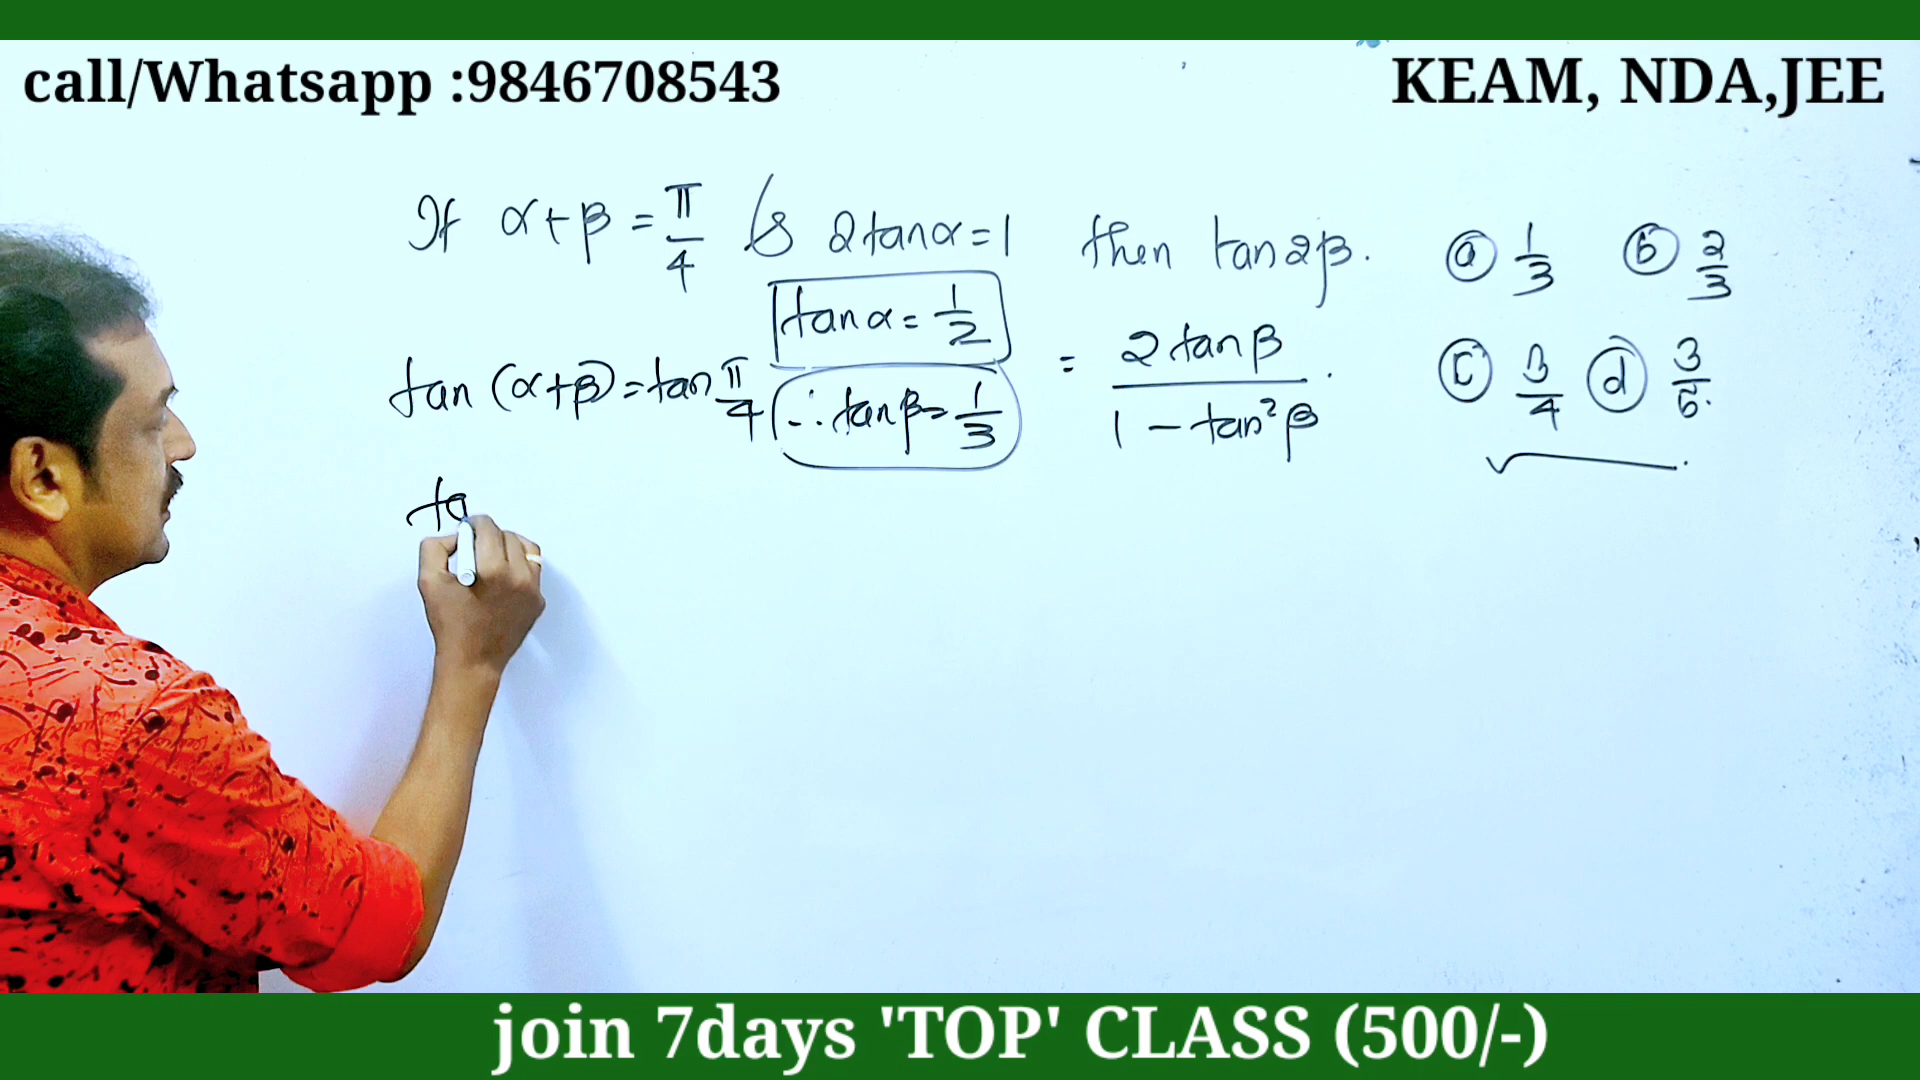 call/Whatsapp :9846708543
KEAM, NDA,JEE
If α+β = π/4 & 2tanα = 1 then tan2β.
ⓐ 1/3 ⓑ 2/3
ⓒ 3/4 ⓓ 3/5.
tanα = 1/2
= 2tanβ / 1 - tan²β .
tan (α+β) = tan π/4
∴ tanβ = 1/3
ta
join 7days 'TOP' CLASS (500/-)